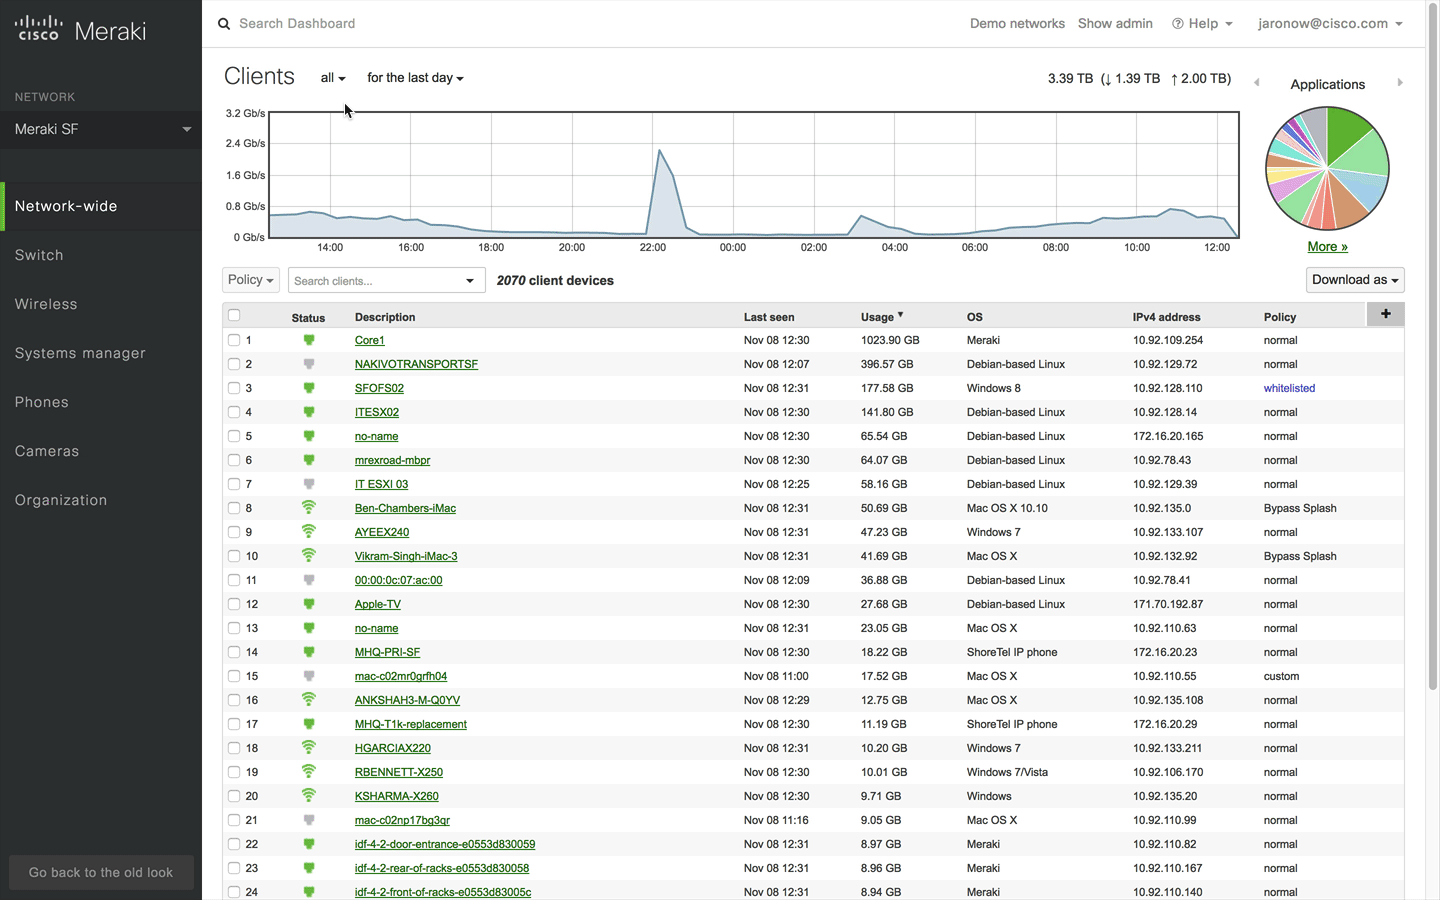 cisco Meraki
NETWORK
Meraki SF
Network-wide
Switch
Wireless
Systems manager
Phones
Cameras
Organization
Go back to the old look
Search Dashboard
Demo networks Show admin Help jaronow@cisco.com
Clients all for the last day 3.39 TB (↓ 1.39 TB ↑ 2.00 TB)
Applications
3.2 Gb/s
2.4 Gb/s
1.6 Gb/s
0.8 Gb/s
0 Gb/s
14:00 16:00 18:00 20:00 22:00 00:00 02:00 04:00 06:00 08:00 10:00 12:00
More »
Policy Search clients... 2070 client devices Download as
Status Description Last seen Usage ▼ OS IPv4 address Policy +
1 Core1 Nov 08 12:30 1023.90 GB Meraki 10.92.109.254 normal
2 NAKIVOTRANSPORTSF Nov 08 12:07 396.57 GB Debian-based Linux 10.92.129.72 normal
3 SFOFS02 Nov 08 12:31 177.58 GB Windows 8 10.92.128.110 whitelisted
4 ITESX02 Nov 08 12:30 141.80 GB Debian-based Linux 10.92.128.14 normal
5 no-name Nov 08 12:30 65.54 GB Debian-based Linux 172.16.20.165 normal
6 mrexroad-mbpr Nov 08 12:30 64.07 GB Debian-based Linux 10.92.78.43 normal
7 IT ESXI 03 Nov 08 12:25 58.16 GB Debian-based Linux 10.92.129.39 normal
8 Ben-Chambers-iMac Nov 08 12:31 50.69 GB Mac OS X 10.10 10.92.135.0 Bypass Splash
9 AYEEX240 Nov 08 12:31 47.23 GB Windows 7 10.92.133.107 normal
10 Vikram-Singh-iMac-3 Nov 08 12:31 41.69 GB Mac OS X 10.92.132.92 Bypass Splash
11 00:00:0c:07:ac:00 Nov 08 12:09 36.88 GB Debian-based Linux 10.92.78.41 normal
12 Apple-TV Nov 08 12:30 27.68 GB Debian-based Linux 171.70.192.87 normal
13 no-name Nov 08 12:31 23.05 GB Mac OS X 10.92.110.63 normal
14 MHQ-PRI-SF Nov 08 12:30 18.22 GB ShoreTel IP phone 172.16.20.23 normal
15 mac-c02mr0grfh04 Nov 08 11:00 17.52 GB Mac OS X 10.92.110.55 custom
16 ANKSHAH3-M-Q0YV Nov 08 12:29 12.75 GB Mac OS X 10.92.135.108 normal
17 MHQ-T1k-replacement Nov 08 12:30 11.19 GB ShoreTel IP phone 172.16.20.29 normal
18 HGARCIAX220 Nov 08 12:31 10.20 GB Windows 7 10.92.133.211 normal
19 RBENNETT-X250 Nov 08 12:30 10.01 GB Windows 7/Vista 10.92.106.170 normal
20 KSHARMA-X260 Nov 08 12:30 9.71 GB Windows 10.92.135.20 normal
21 mac-c02np17bg3qr Nov 08 11:16 9.05 GB Mac OS X 10.92.110.99 normal
22 idf-4-2-door-entrance-e0553d830059 Nov 08 12:31 8.97 GB Meraki 10.92.110.82 normal
23 idf-4-2-rear-of-racks-e0553d830058 Nov 08 12:31 8.96 GB Meraki 10.92.110.167 normal
24 idf-4-2-front-of-racks-e0553d83005c Nov 08 12:31 8.94 GB Meraki 10.92.110.140 normal